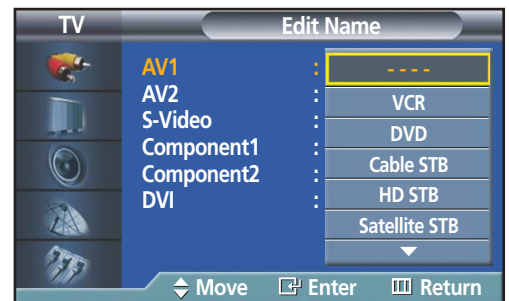 TV Edit Name
AV1 : - - - -
AV2 : VCR
S-Video : DVD
Component1 : Cable STB
Component2 : HD STB
DVI : Satellite STB
Move Enter Return